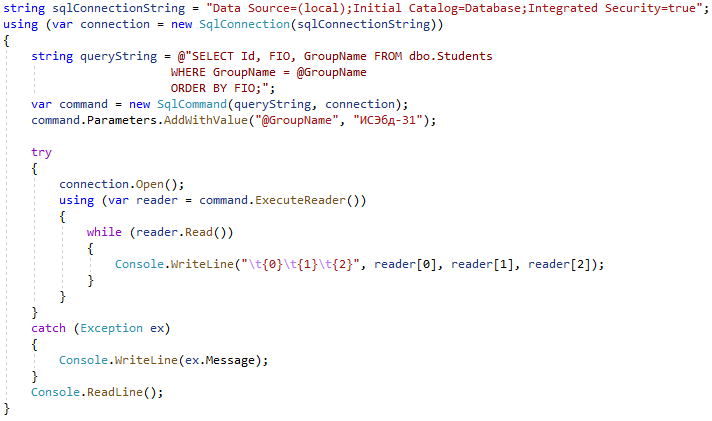 string sqlConnectionString = "Data Source=(local);Initial Catalog=Database;Integrated Security=true";
using (var connection = new SqlConnection(sqlConnectionString))
{
    string queryString = @"SELECT Id, FIO, GroupName FROM dbo.Students
                        WHERE GroupName = @GroupName
                        ORDER BY FIO;";
    var command = new SqlCommand(queryString, connection);
    command.Parameters.AddWithValue("@GroupName", "ИСЭбд-31");

    try
    {
        connection.Open();
        using (var reader = command.ExecuteReader())
        {
            while (reader.Read())
            {
                Console.WriteLine("\t{0}\t{1}\t{2}", reader[0], reader[1], reader[2]);
            }
        }
    }
    catch (Exception ex)
    {
        Console.WriteLine(ex.Message);
    }
    Console.ReadLine();
}